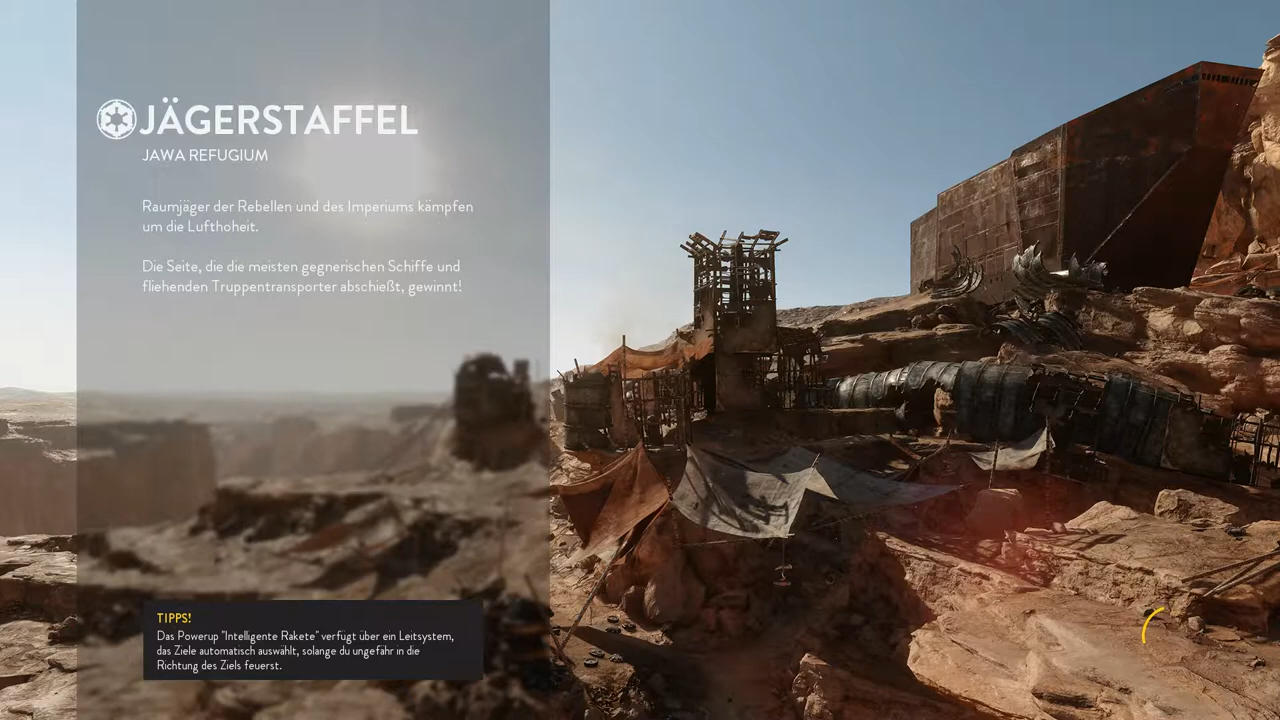 JÄGERSTAFFEL
JAWA REFUGIUM
Raumjäger der Rebellen und des Imperiums kämpfen
um die Lufthoheit.
Die Seite, die die meisten gegnerischen Schiffe und
fliehenden Truppentransporter abschießt, gewinnt!
TIPPS!
Das Powerup "Intelligente Rakete" verfügt über ein Leitsystem,
das Ziele automatisch auswählt, solange du ungefähr in die
Richtung des Ziels feuerst.